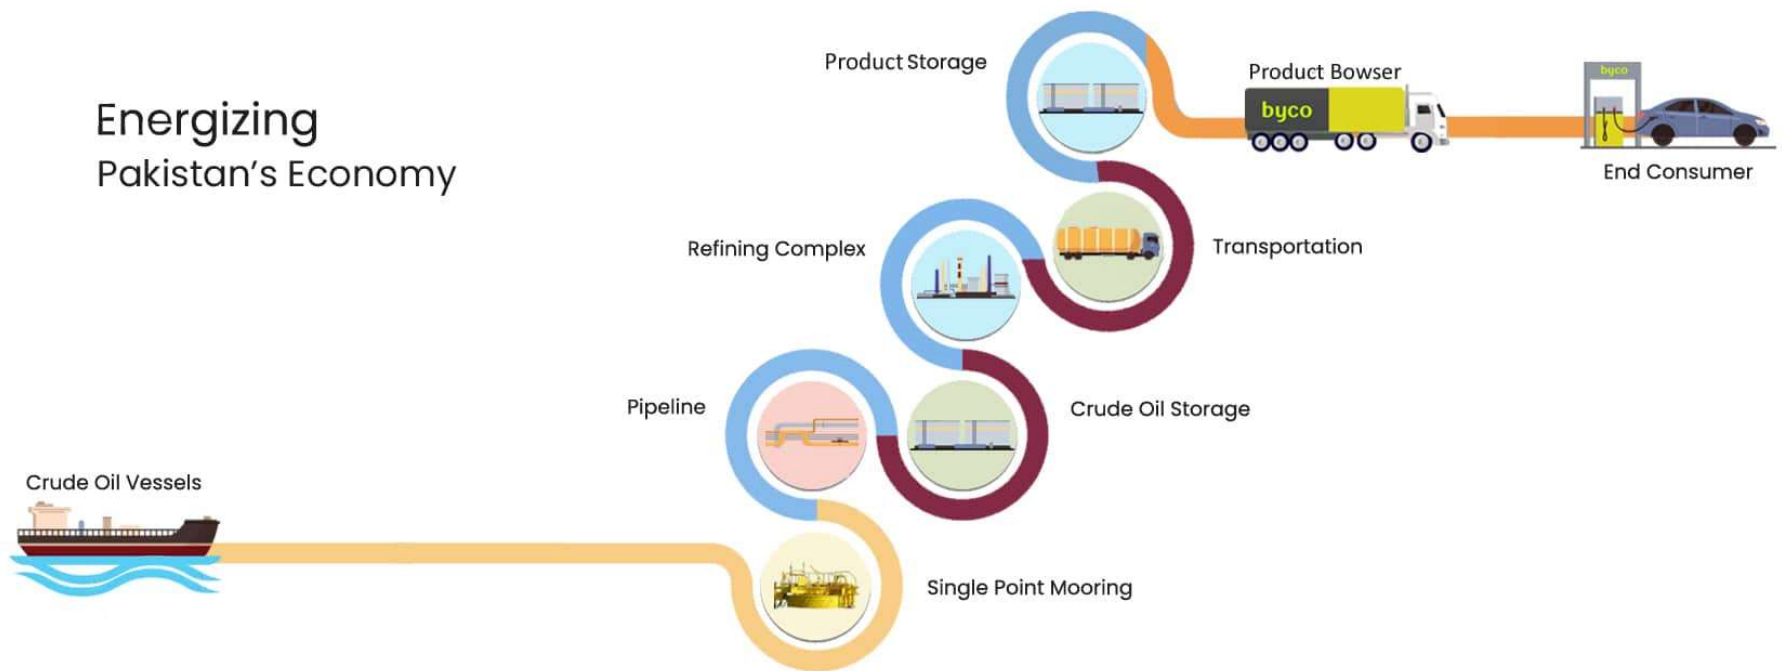 Energizing
Pakistan's Economy
Product Storage
Product Bowser
byco
byco
End Consumer
Refining Complex
Transportation
Pipeline
Crude Oil Storage
Crude Oil Vessels
Single Point Mooring